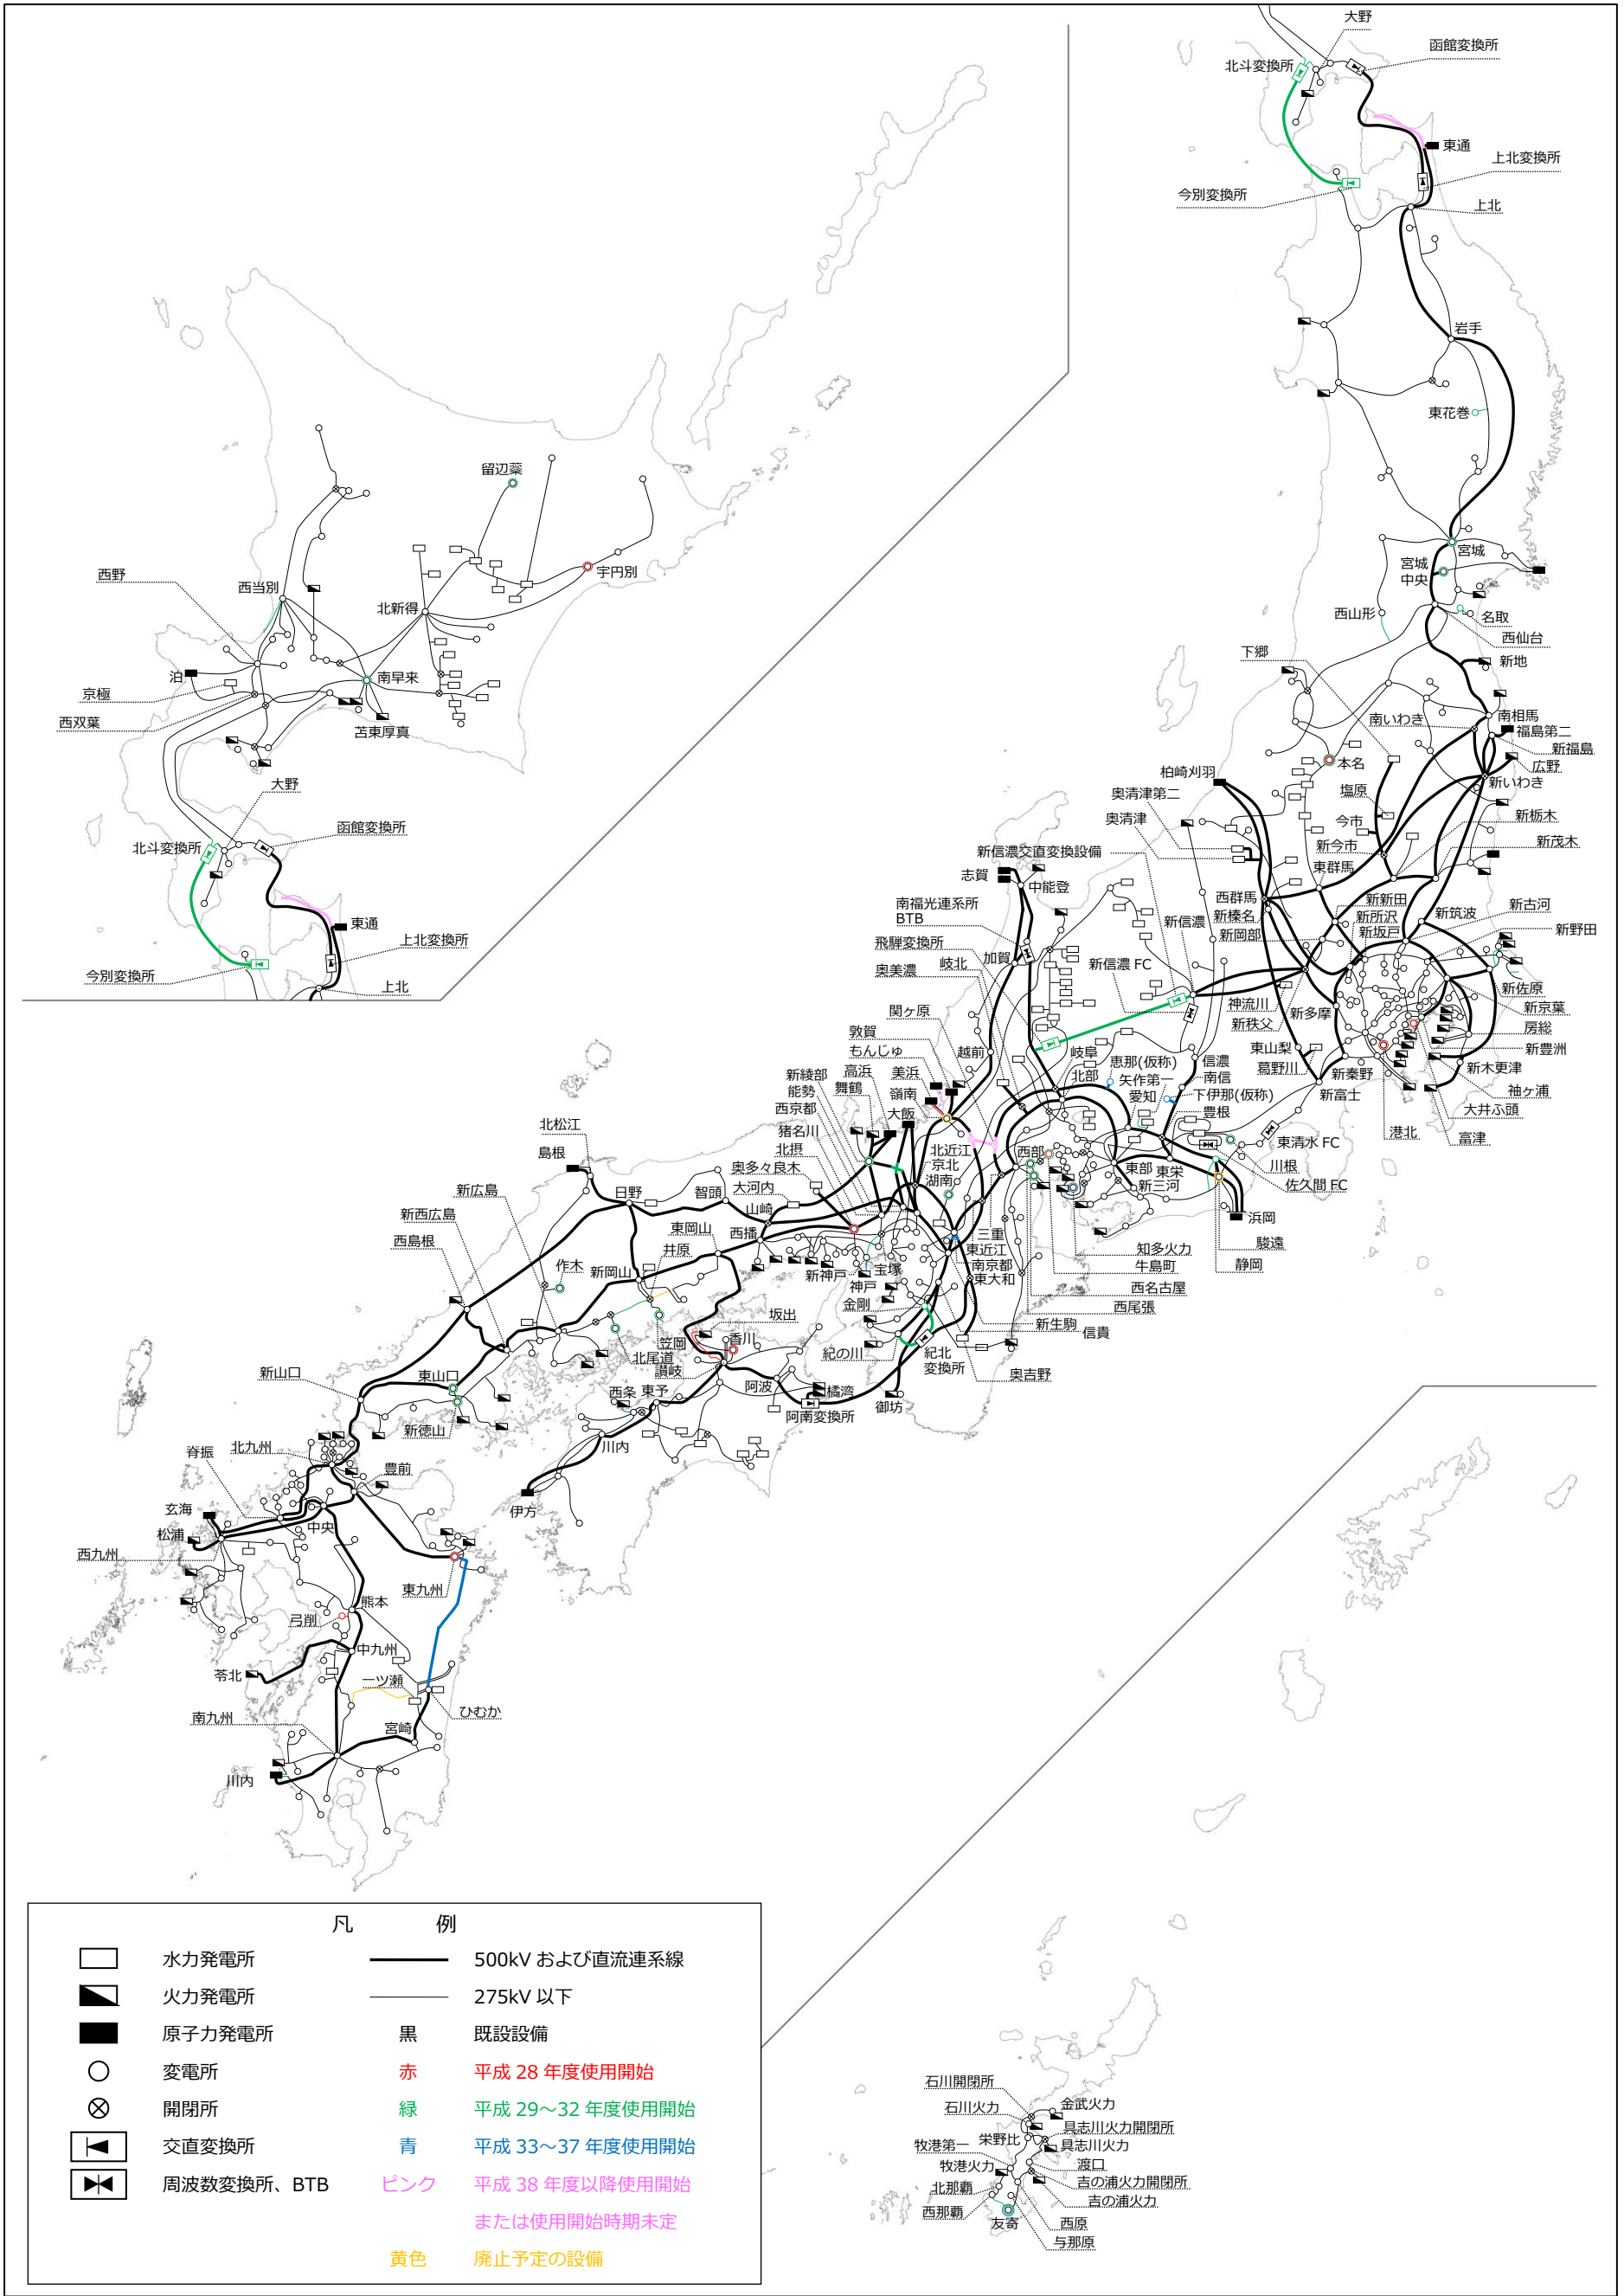 大野
函館変換所
北斗変換所
東通
上北変換所
今別変換所
上北
岩手
東花巻
宮城
宮城
中央
西山形
名取
西仙台
下郷
新地
南いわき
南相馬
福島第二
新福島
広野
新いわき
本名
柏崎刈羽
奥清津第二
塩原
奥清津
今市
新栃木
新今市
新茂木
新信濃交直変換設備
東群馬
志賀
中能登
西群馬
新新田
南福光連系所
BTB
新榛名
新所沢
新筑波
新古河
新信濃
新岡部
新坂戸
新野田
飛騨変換所
加賀
新信濃 FC
奥美濃
岐北
神流川
新佐原
新秩父
新多摩
新京葉
関ヶ原
房総
敦賀
新豊洲
もんじゅ
越前
岐阜
北部
恵那(仮称)
信濃
東山梨
新木更津
新綾部
高浜
美浜
矢作第一
南信
葛野川
新秦野
能勢
舞鶴
嶺南
愛知
下伊那(仮称)
新富士
袖ヶ浦
西京都
大飯
豊根
大井ふ頭
猪名川
港北
富津
北摂
北近江
西部
東清水 FC
奥多々良木
京北
東部
東栄
川根
湖南
新三河
佐久間 FC
大河内
浜岡
三重
知多火力
駿遠
東近江
牛島町
静岡
南京都
西名古屋
東大和
西尾張
新神戸
宝塚
神戸
新生駒
金剛
信貴
紀の川
紀北
変換所
奥吉野
御坊
留辺蘂
宇円別
西野
西当別
北新得
泊
南早来
京極
西双葉
苫東厚真
大野
函館変換所
北斗変換所
東通
上北変換所
今別変換所
上北
北松江
島根
日野
智頭
新広島
山崎
東岡山
西播
新西広島
井原
西島根
作木
新岡山
坂出
笠岡
香川
北尾道
讃岐
新山口
東山口
阿波
橘湾
西条
東予
阿南変換所
新徳山
川内
北九州
脊振
豊前
玄海
伊方
中央
松浦
西九州
東九州
熊本
弓削
中九州
苓北
一ツ瀬
ひむか
南九州
宮崎
川内
凡 例
水力発電所 500kV および直流連系線
火力発電所 275kV 以下
原子力発電所 黒 既設設備
変電所 赤 平成 28 年度使用開始
開閉所 緑 平成 29～32 年度使用開始
交直変換所 青 平成 33～37 年度使用開始
周波数変換所、BTB ピンク 平成 38 年度以降使用開始
または使用開始時期未定
黄色 廃止予定の設備
石川開閉所
金武火力
石川火力
具志川火力開閉所
栄野比
具志川火力
牧港第一
渡口
牧港火力
吉の浦火力開閉所
北那覇
吉の浦火力
西那覇
友寄
西原
与那原